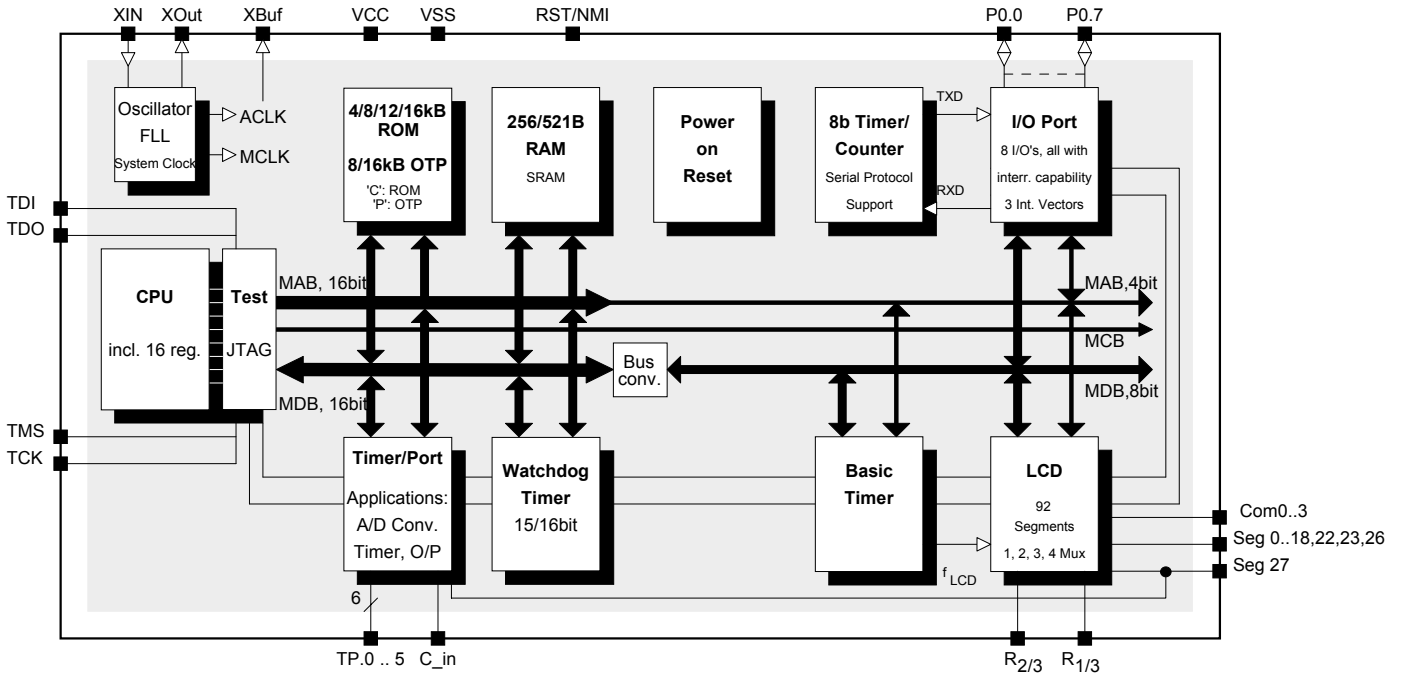 XIN XOut XBuf VCC VSS RST/NMI P0.0 P0.7
Oscillator
FLL
System Clock
ACLK
MCLK
4/8/12/16kB
ROM
8/16kB OTP
'C': ROM
'P': OTP
256/521B
RAM
SRAM
Power
on
Reset
8b Timer/
Counter
Serial Protocol
Support
TXD
RXD
I/O Port
8 I/O's, all with
interr. capability
3 Int. Vectors
TDI
TDO
CPU
incl. 16 reg.
Test
JTAG
MAB, 16bit
MAB,4bit
MCB
MDB, 16bit
Bus
conv.
MDB,8bit
TMS
TCK
Timer/Port
Applications:
A/D Conv.
Timer, O/P
Watchdog
Timer
15/16bit
Basic
Timer
f LCD
LCD
92
Segments
1, 2, 3, 4 Mux
Com0..3
Seg 0..18,22,23,26
Seg 27
6
TP.0 .. 5 C_in R2/3 R1/3